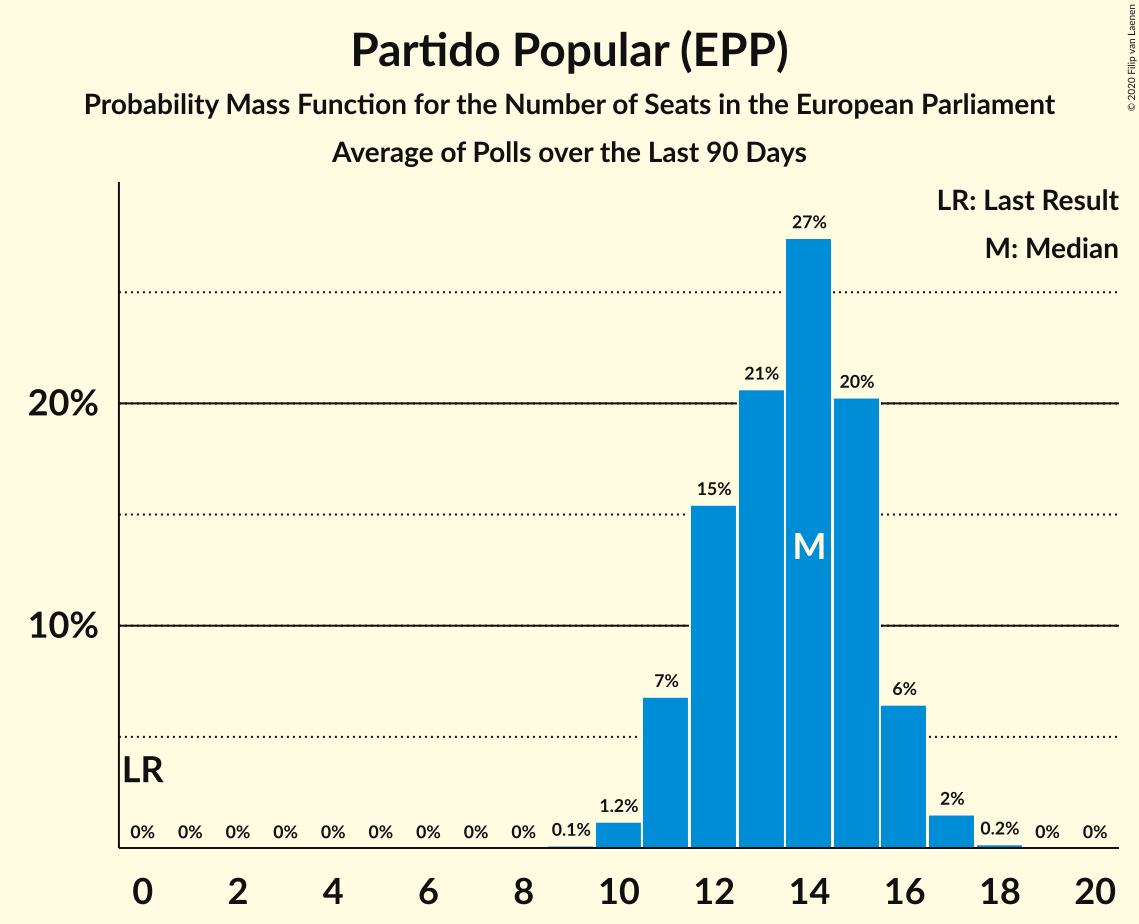 Partido Popular (EPP)
Probability Mass Function for the Number of Seats in the European Parliament
Average of Polls over the Last 90 Days
© 2020 Filip van Laenen
LR: Last Result
M: Median
27%
21%
20%
20%
15%
M
10%
7%
6%
LR
0% 0% 0% 0% 0% 0% 0% 0% 0% 0.1% 1.2% 2% 0.2% 0% 0%
0 2 4 6 8 10 12 14 16 18 20